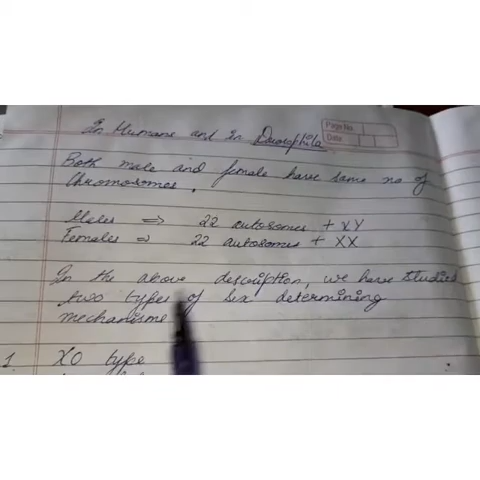 Page No.
Date
In Humans and In Drosophila
Both male and female have same no of
Chromosomes.
Males ⇒ 22 autosomes + XY
Females ⇒ 22 autosomes + XX
In the above description, we have studied
two types of sex determining
mechanisms
1. XO type